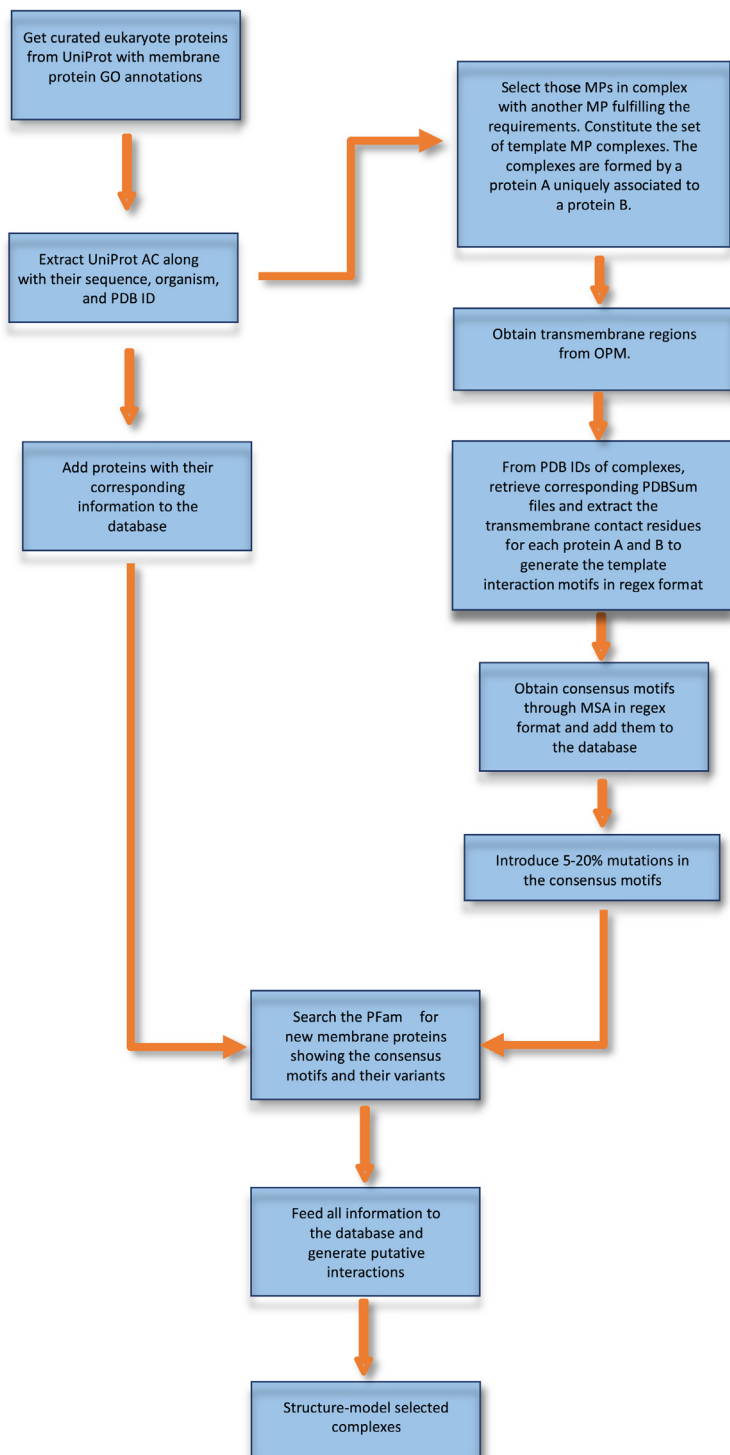 Get curated eukaryote proteins
from UniProt with membrane
protein GO annotations
Extract UniProt AC along
with their sequence, organism,
and PDB ID
Add proteins with their
corresponding
information to the
database
Select those MPs in complex
with another MP fulfilling the
requirements. Constitute the set
of template MP complexes. The
complexes are formed by a
protein A uniquely associated to
a protein B.
Obtain transmembrane regions
from OPM.
From PDB IDs of complexes,
retrieve corresponding PDBSum
files and extract the
transmembrane contact residues
for each protein A and B to
generate the template
interaction motifs in regex format
Obtain consensus motifs
through MSA in regex
format and add them to
the database
Introduce 5-20% mutations in
the consensus motifs
Search the PFam for
new membrane proteins
showing the consensus
motifs and their variants
Feed all information to
the database and
generate putative
interactions
Structure-model selected
complexes